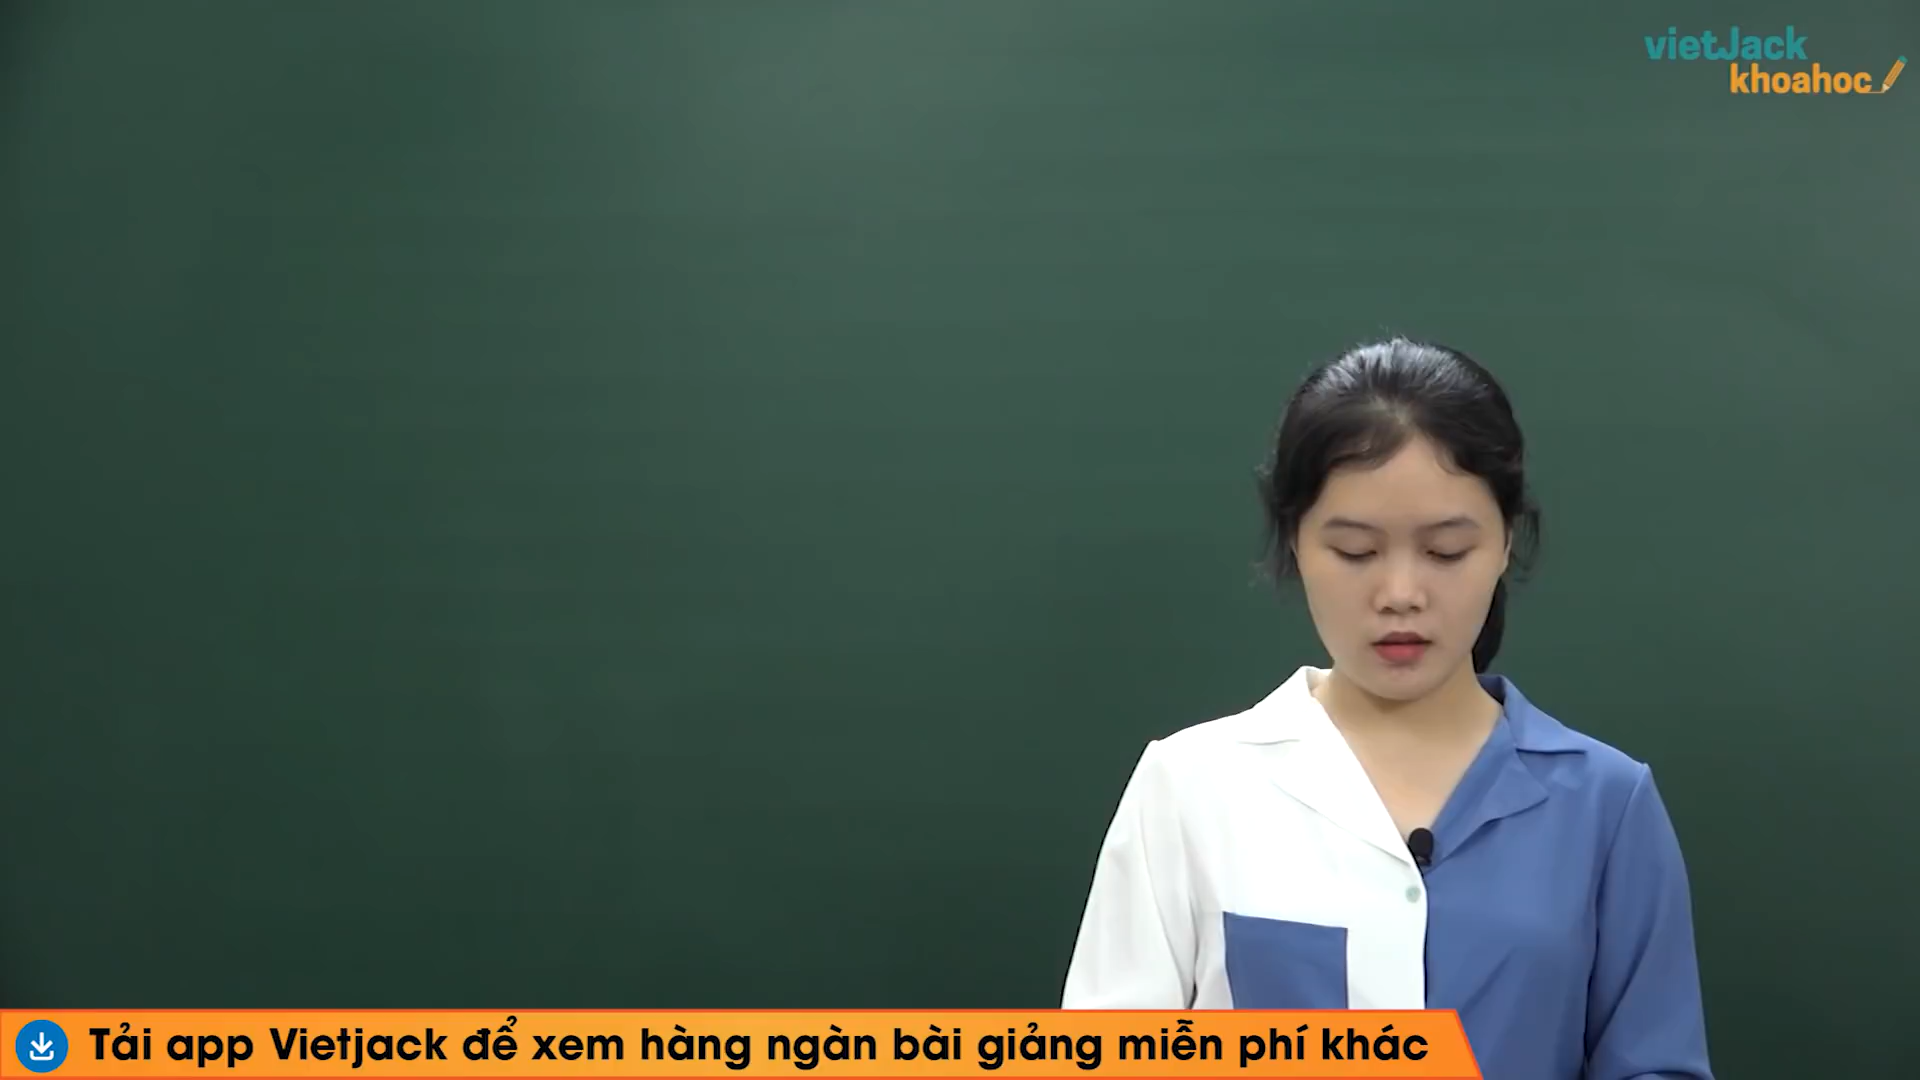 vietJack
khoahoc
Tải app Vietjack để xem hàng ngàn bài giảng miễn phí khác